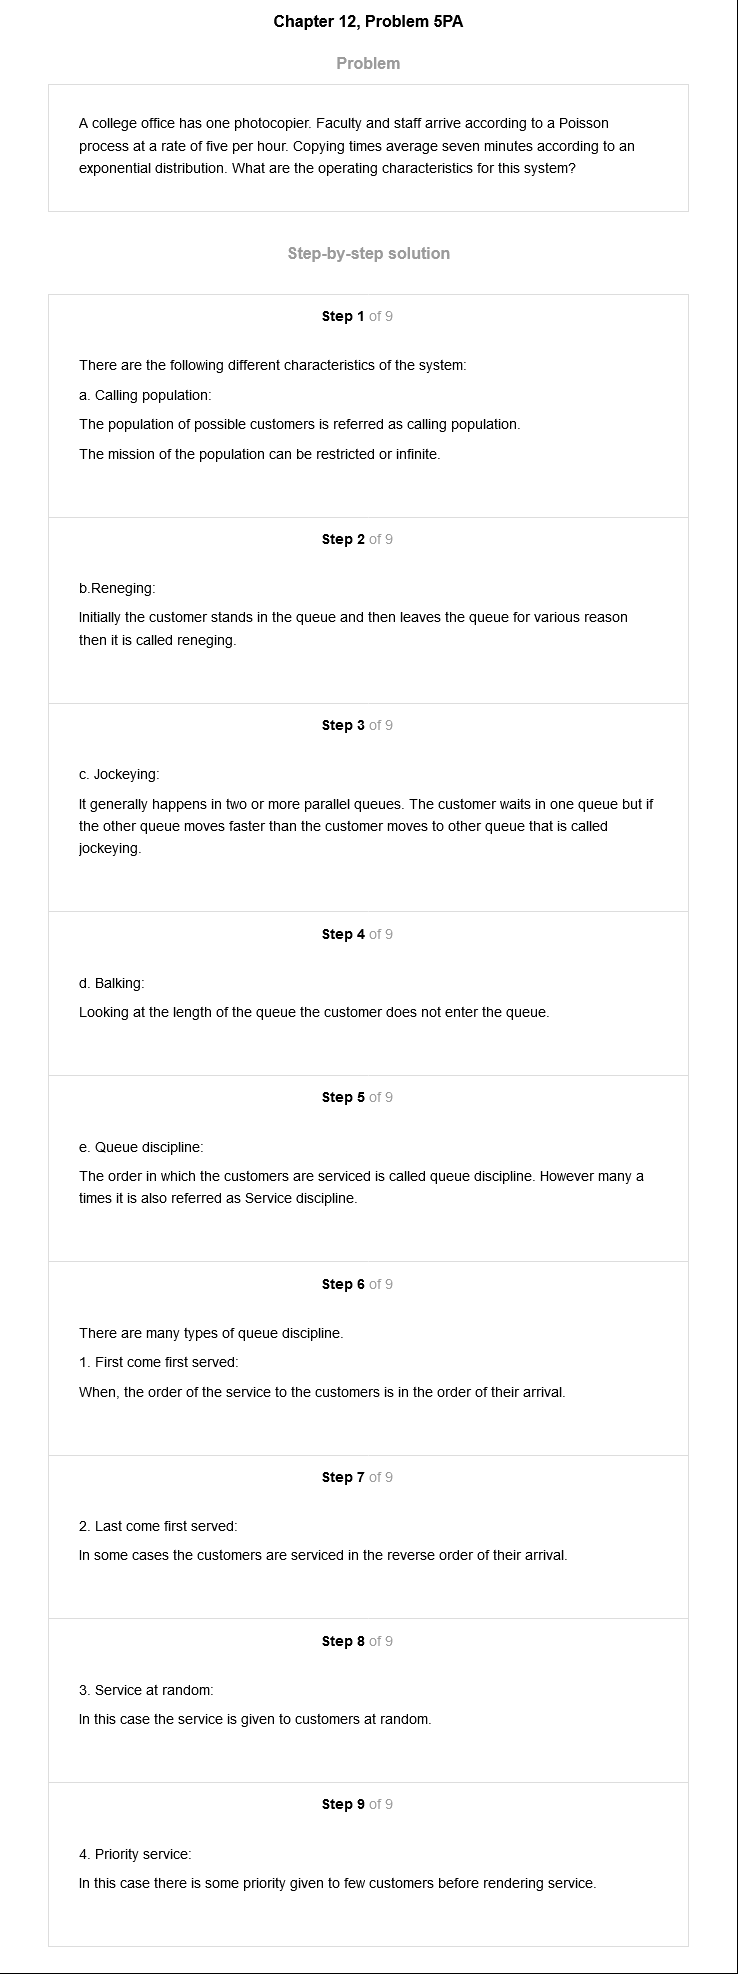 Chapter 12, Problem 5PA
Problem
A college office has one photocopier. Faculty and staff arrive according to a Poisson
process at a rate of five per hour. Copying times average seven minutes according to an
exponential distribution. What are the operating characteristics for this system?
Step-by-step solution
Step 1 of 9
There are the following different characteristics of the system:
a. Calling population:
The population of possible customers is referred as calling population.
The mission of the population can be restricted or infinite.
Step 2 of 9
b.Reneging:
Initially the customer stands in the queue and then leaves the queue for various reason
then it is called reneging.
Step 3 of 9
c. Jockeying:
It generally happens in two or more parallel queues. The customer waits in one queue but if
the other queue moves faster than the customer moves to other queue that is called
jockeying.
Step 4 of 9
d. Balking:
Looking at the length of the queue the customer does not enter the queue.
Step 5 of 9
e. Queue discipline:
The order in which the customers are serviced is called queue discipline. However many a
times it is also referred as Service discipline.
Step 6 of 9
There are many types of queue discipline.
1. First come first served:
When, the order of the service to the customers is in the order of their arrival.
Step 7 of 9
2. Last come first served:
In some cases the customers are serviced in the reverse order of their arrival.
Step 8 of 9
3. Service at random:
In this case the service is given to customers at random.
Step 9 of 9
4. Priority service:
In this case there is some priority given to few customers before rendering service.